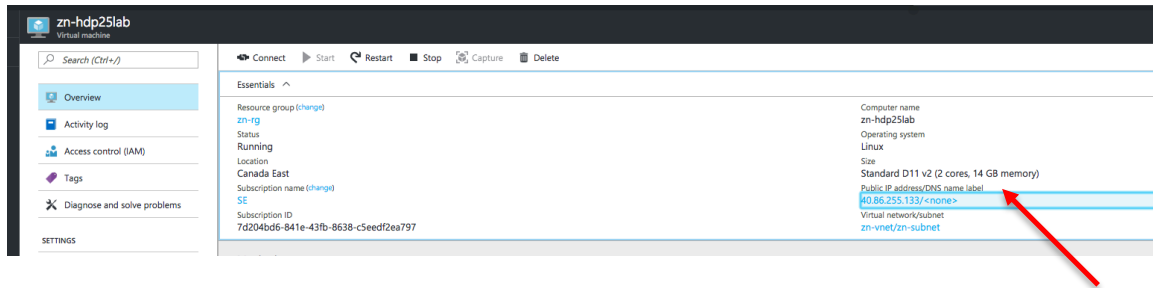 zn-hdp25lab
Virtual machine
Search (Ctrl+/)
Overview
Activity log
Access control (IAM)
Tags
Diagnose and solve problems
SETTINGS
Connect Start Restart Stop Capture Delete
Essentials
Resource group (change)
zn-rg
Status
Running
Location
Canada East
Subscription name (change)
SE
Subscription ID
7d204bd6-841e-43fb-8638-c5eedf2ea797
Computer name
zn-hdp25lab
Operating system
Linux
Size
Standard D11 v2 (2 cores, 14 GB memory)
Public IP address/DNS name label
40.86.255.133/<none>
Virtual network/subnet
zn-vnet/zn-subnet